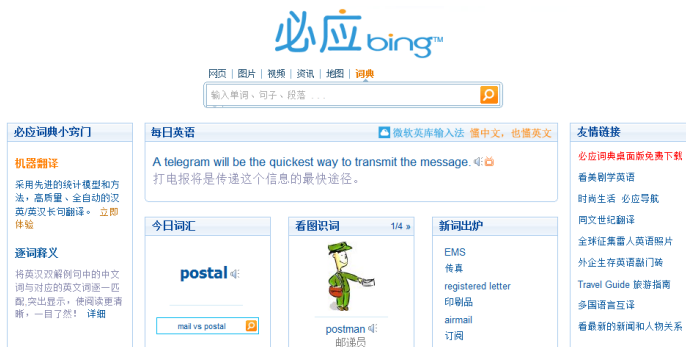 必应 bing™
网页 | 图片 | 视频 | 资讯 | 地图 | 词典
输入单词、句子、段落 ...
必应词典小窍门
机器翻译
采用先进的统计模型和方
法，高质量、全自动的汉
英/英汉长句翻译。 立即
体验
逐词释义
将英汉双解例句中的中文
词与对应的英文词逐一匹
配,突出显示，使阅读更清
晰，一目了然！ 详细
每日英语
微软英库输入法 懂中文，也懂英文
A telegram will be the quickest way to transmit the message.
打电报将是传递这个信息的最快途径。
今日词汇
postal
mail vs postal
看图识词 1/4 »
postman
邮递员
新词出炉
EMS
传真
registered letter
印刷品
airmail
订阅
友情链接
必应词典桌面版免费下载
看美剧学英语
时尚生活 必应导航
同文世纪翻译
全球征集雷人英语照片
外企生存英语敲门砖
Travel Guide 旅游指南
多国语言互译
看最新的新闻和人物关系